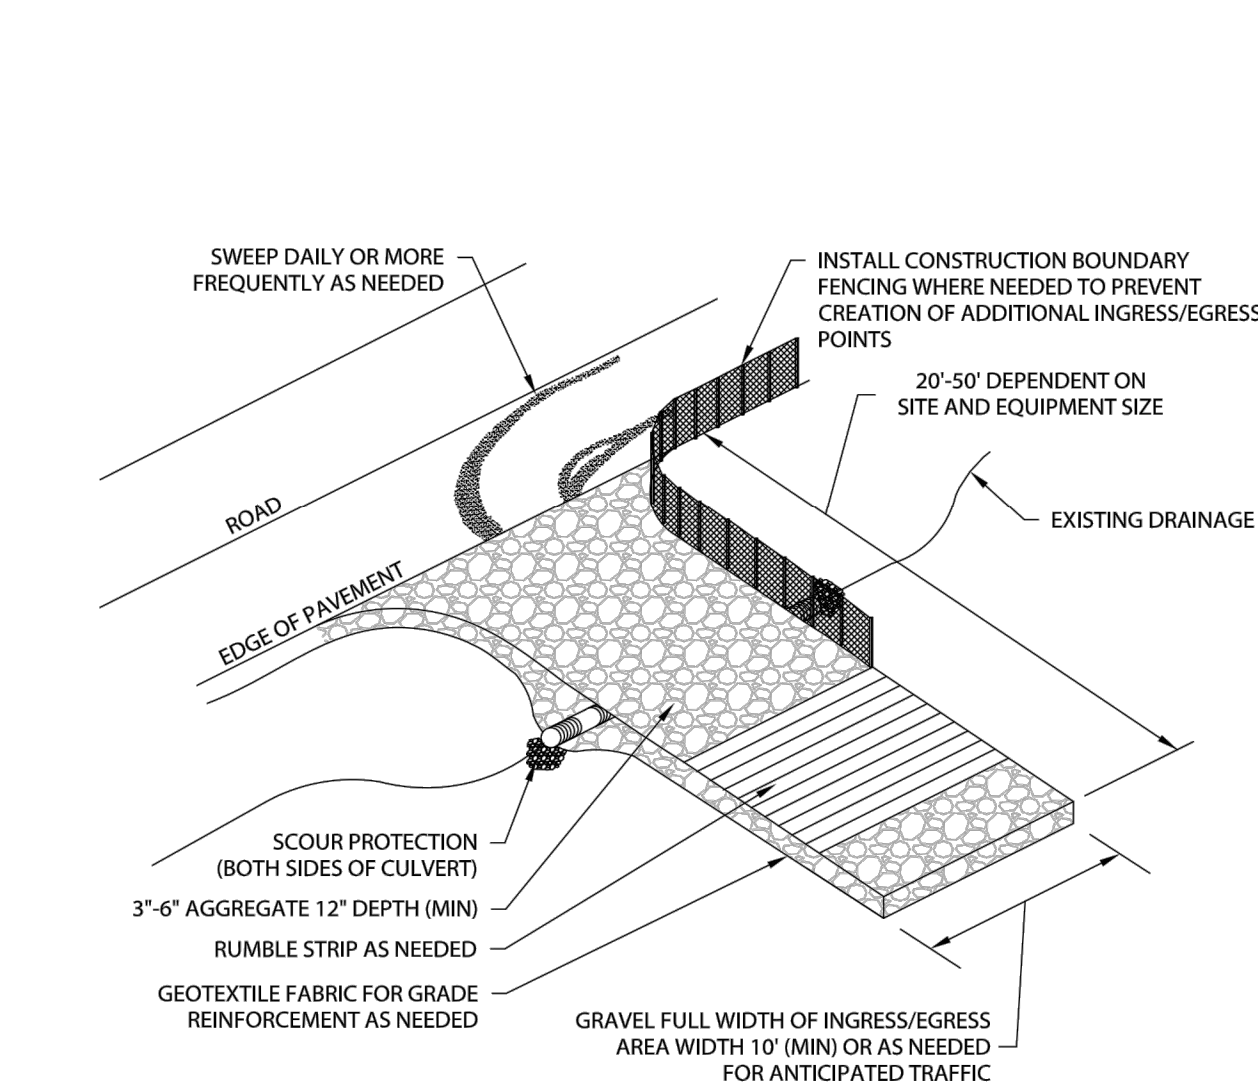 SWEEP DAILY OR MORE
FREQUENTLY AS NEEDED
INSTALL CONSTRUCTION BOUNDARY
FENCING WHERE NEEDED TO PREVENT
CREATION OF ADDITIONAL INGRESS/EGRESS
POINTS
20'-50' DEPENDENT ON
SITE AND EQUIPMENT SIZE
EXISTING DRAINAGE
ROAD
EDGE OF PAVEMENT
SCOUR PROTECTION
(BOTH SIDES OF CULVERT)
3"-6" AGGREGATE 12" DEPTH (MIN)
RUMBLE STRIP AS NEEDED
GEOTEXTILE FABRIC FOR GRADE
REINFORCEMENT AS NEEDED
GRAVEL FULL WIDTH OF INGRESS/EGRESS
AREA WIDTH 10' (MIN) OR AS NEEDED
FOR ANTICIPATED TRAFFIC